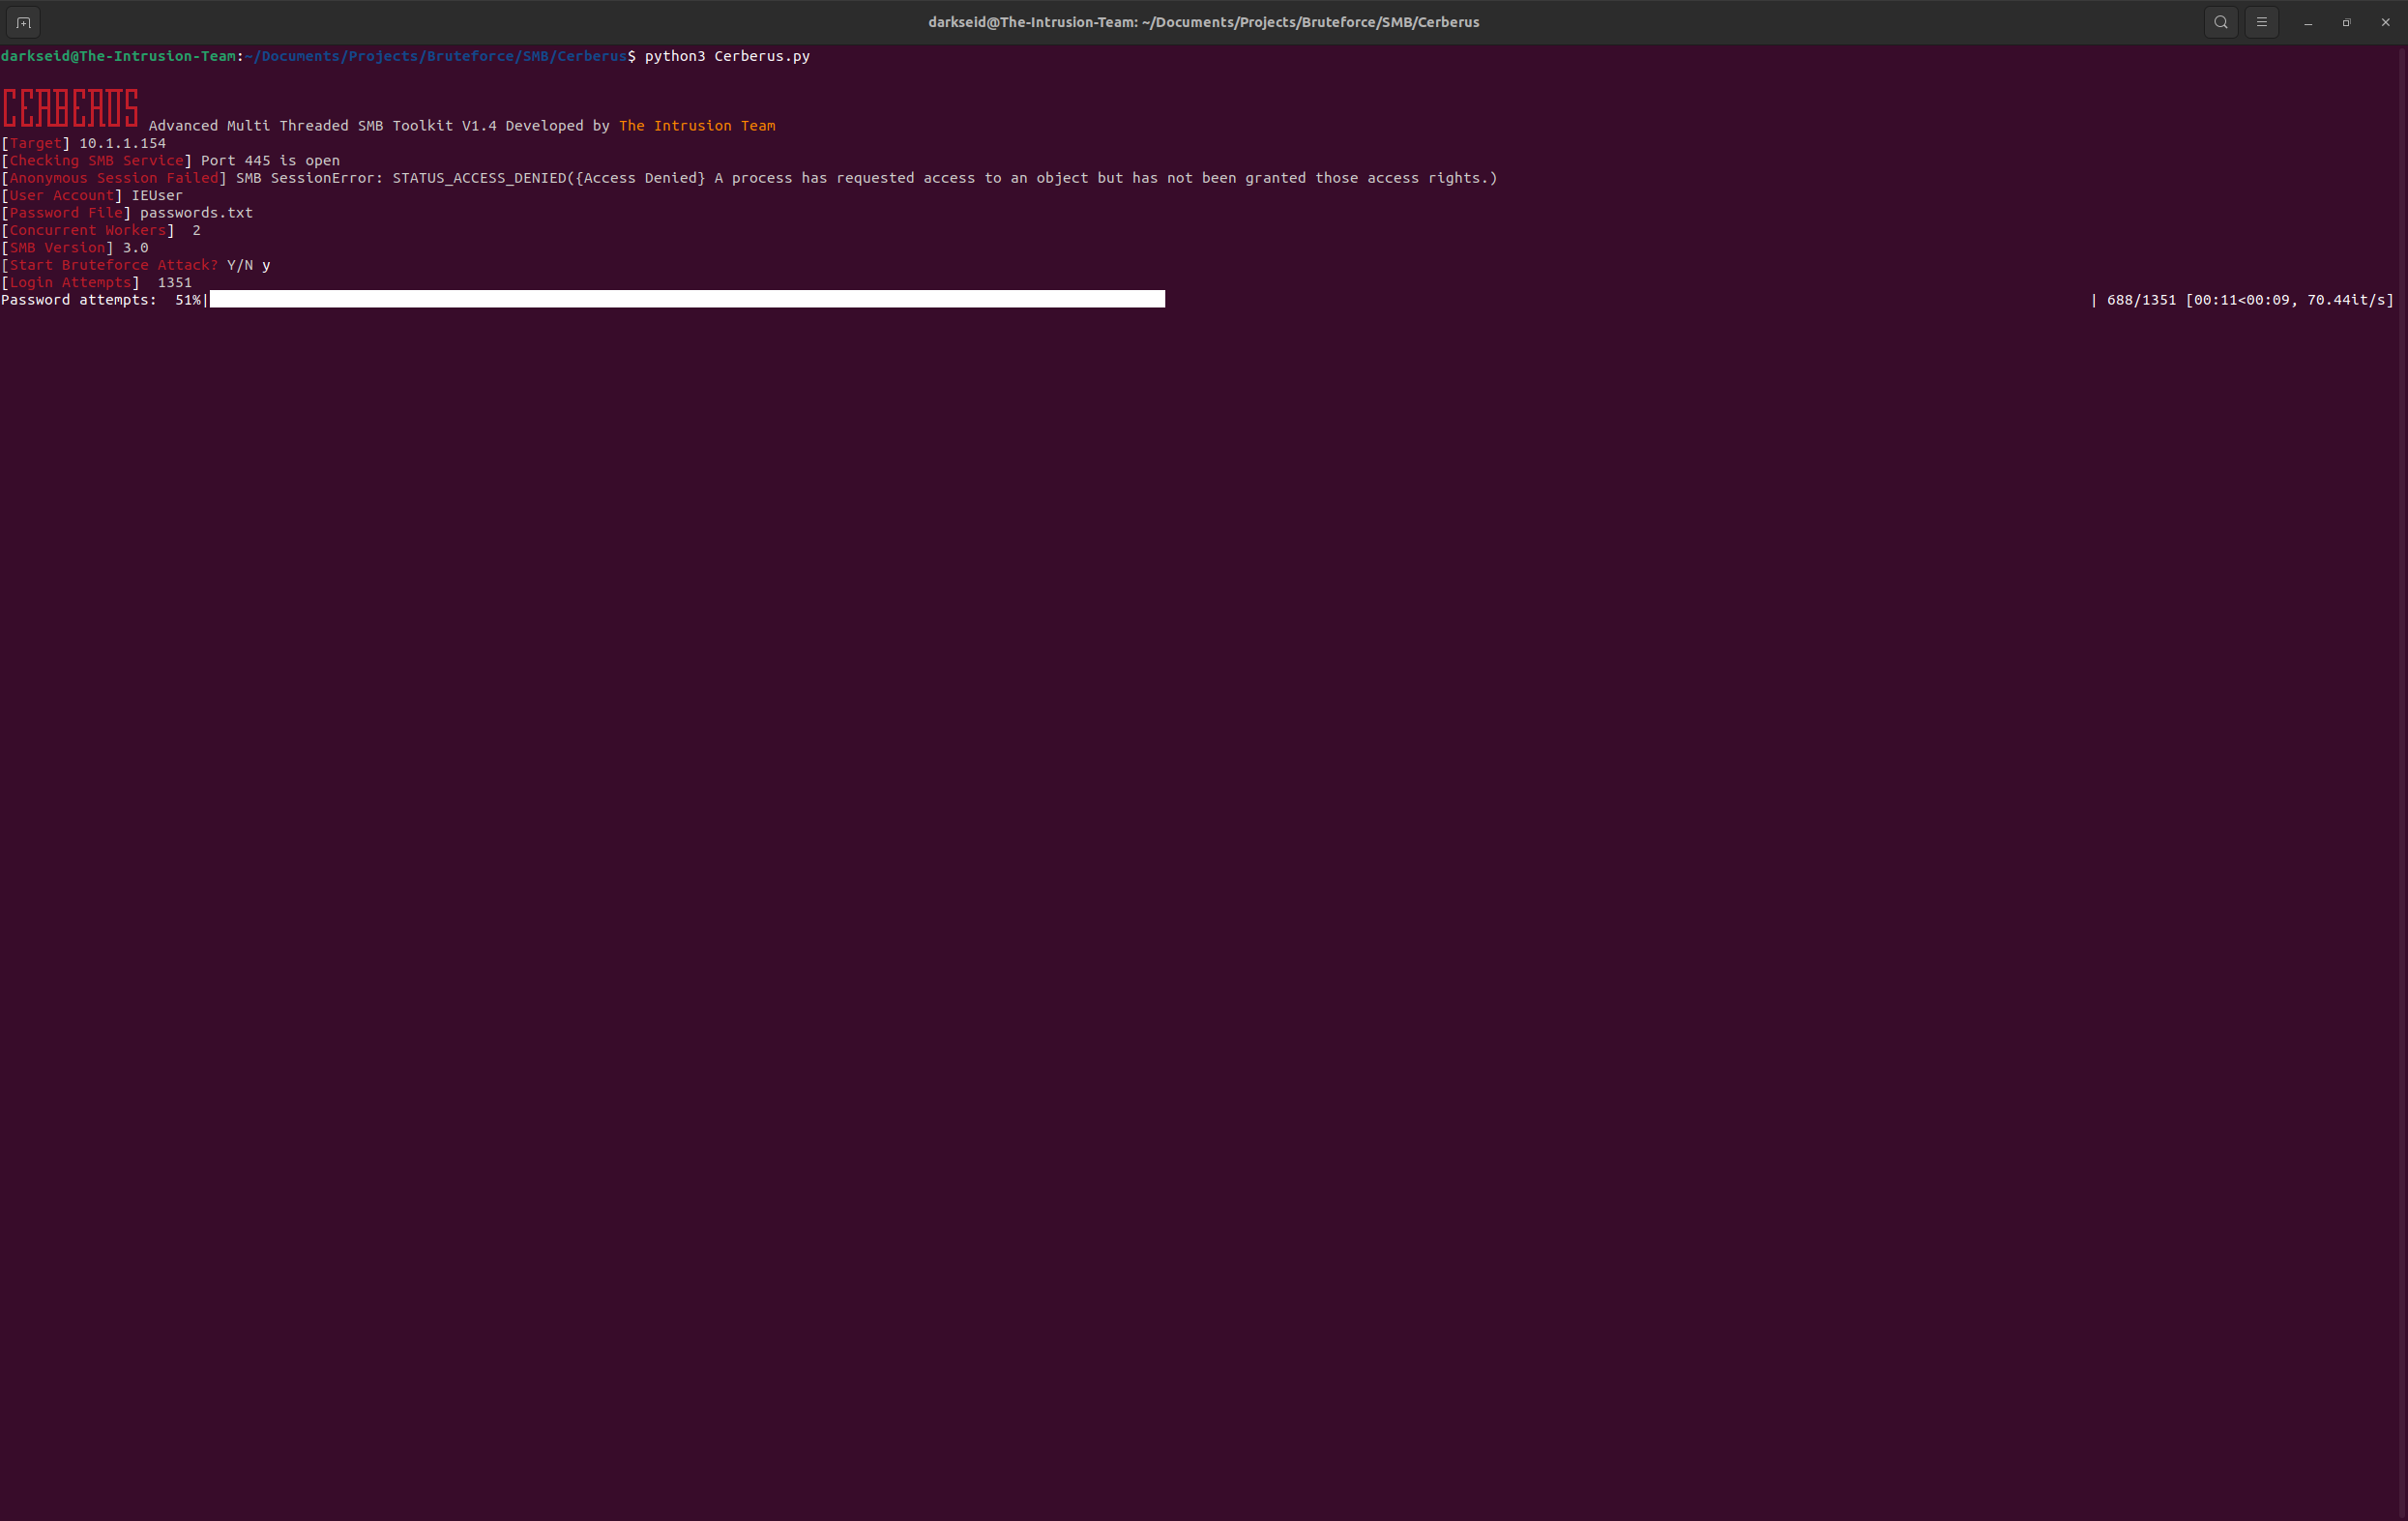 darkseid@The-Intrusion-Team: ~/Documents/Projects/Bruteforce/SMB/Cerberus
darkseid@The-Intrusion-Team:~/Documents/Projects/Bruteforce/SMB/Cerberus$ python3 Cerberus.py
CERBERUS
Advanced Multi Threaded SMB Toolkit V1.4 Developed by The Intrusion Team
[Target] 10.1.1.154
[Checking SMB Service] Port 445 is open
[Anonymous Session Failed] SMB SessionError: STATUS_ACCESS_DENIED({Access Denied} A process has requested access to an object but has not been granted those access rights.)
[User Account] IEUser
[Password File] passwords.txt
[Concurrent Workers]  2
[SMB Version] 3.0
[Start Bruteforce Attack? Y/N y
[Login Attempts]  1351
Password attempts:  51%| | 688/1351 [00:11<00:09, 70.44it/s]